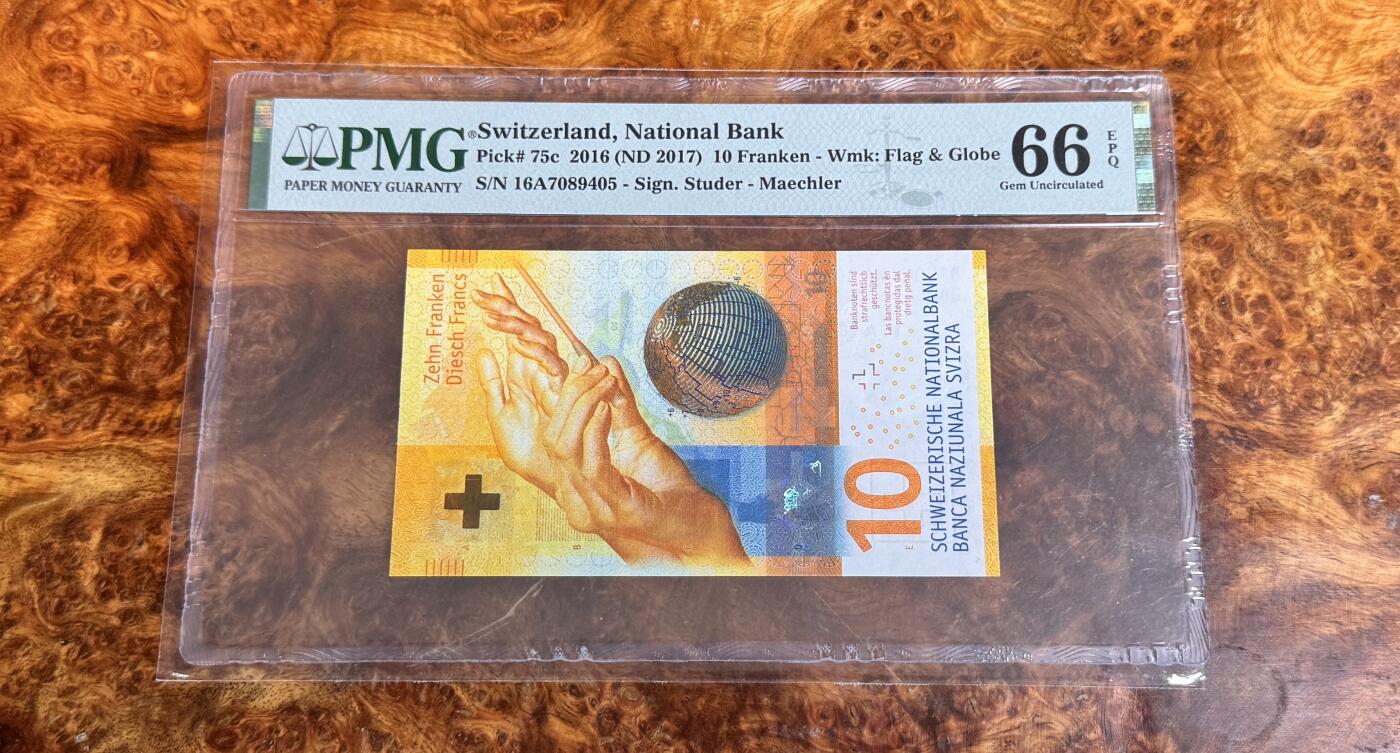 PMG®
PAPER MONEY GUARANTY
Switzerland, National Bank
Pick# 75c 2016 (ND 2017) 10 Franken - Wmk: Flag & Globe
S/N 16A7089405 - Sign. Studer - Maechler
66
EPQ
Gem Uncirculated
Zehn Franken
Diesch Francs
10
Banknoten sind
strafrechtlich
geschützt.
Las bancnotas èn
protegidas dal
dretg penal.
10
SCHWEIZERISCHE NATIONALBANK
BANCA NAZIUNALA SVIZRA
A
B
C
D
E